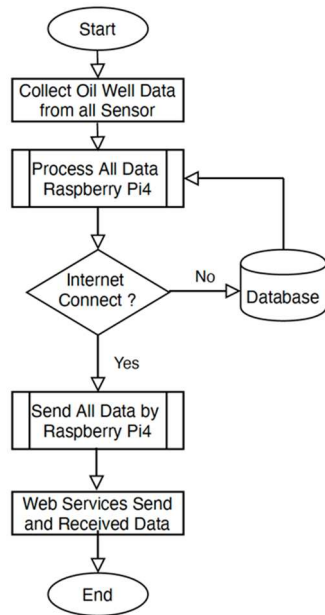 Start
Collect Oil Well Data
from all Sensor
Process All Data
Raspberry Pi4
Internet
Connect ?
No
Database
Yes
Send All Data by
Raspberry Pi4
Web Services Send
and Received Data
End